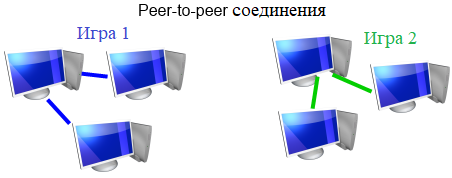 Peer-to-peer соединения
Игра 1
Игра 2